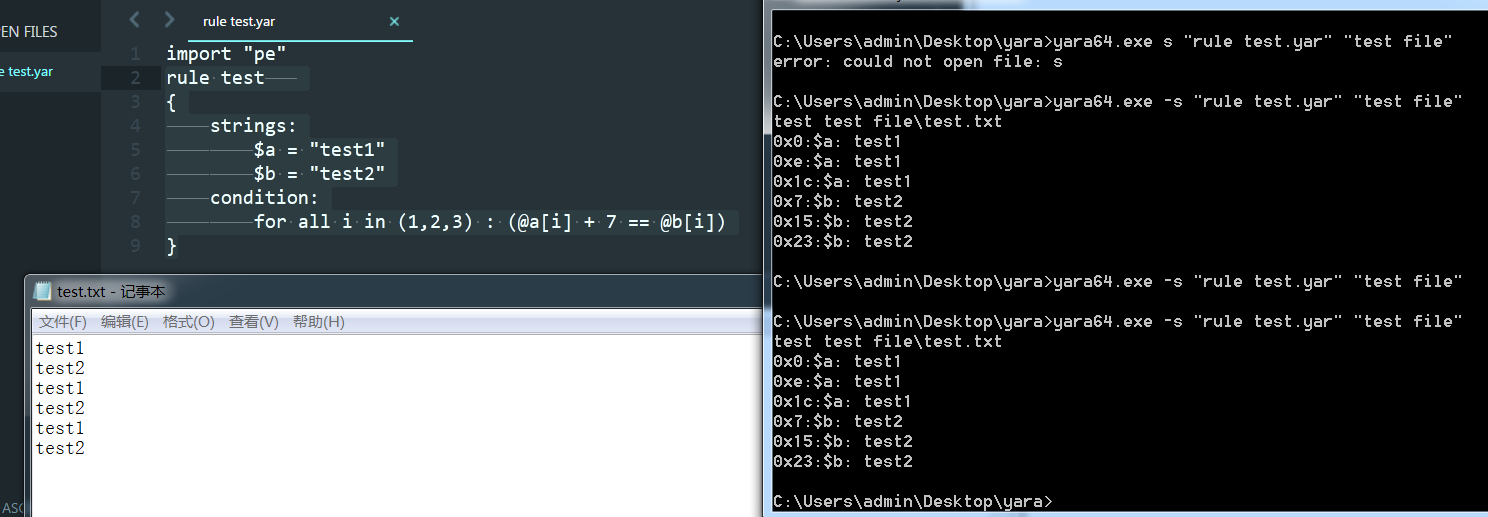 PEN FILES
e test.yar
rule test.yar
1 import "pe"
2 rule test
3 {
4 strings:
5 $a = "test1"
6 $b = "test2"
7 condition:
8 for all i in (1,2,3) : (@a[i] + 7 == @b[i])
9 }
test.txt - 记事本
文件(F) 编辑(E) 格式(O) 查看(V) 帮助(H)
test1
test2
test1
test2
test1
test2
ASC
C:\Users\admin\Desktop\yara>yara64.exe s "rule test.yar" "test file"
error: could not open file: s
C:\Users\admin\Desktop\yara>yara64.exe -s "rule test.yar" "test file"
test test file\test.txt
0x0:$a: test1
0xe:$a: test1
0x1c:$a: test1
0x7:$b: test2
0x15:$b: test2
0x23:$b: test2
C:\Users\admin\Desktop\yara>yara64.exe -s "rule test.yar" "test file"
C:\Users\admin\Desktop\yara>yara64.exe -s "rule test.yar" "test file"
test test file\test.txt
0x0:$a: test1
0xe:$a: test1
0x1c:$a: test1
0x7:$b: test2
0x15:$b: test2
0x23:$b: test2
C:\Users\admin\Desktop\yara>